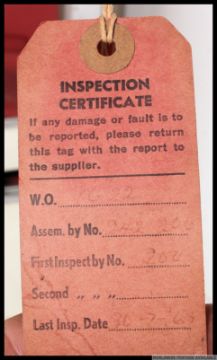 INSPECTION
CERTIFICATE
If any damage or fault is to
be reported, please return
this tag with the report to
the supplier.
W.O.
Assem. by No.
First Inspect by No.
Second " " "
Last Insp. Date